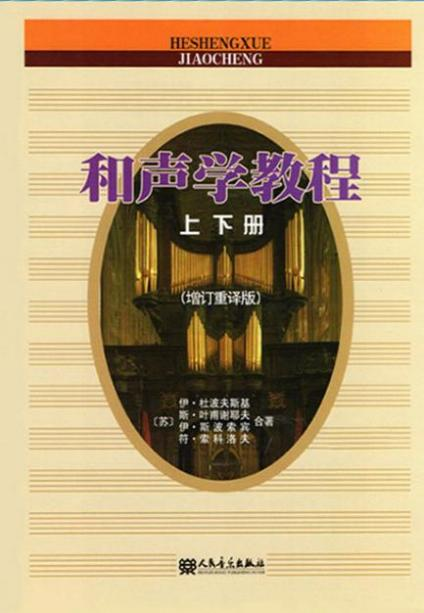 HESHENGXUE
JIAOCHENG
和声学教程
上下册
(增订重译版)
伊·杜波夫斯基
斯·叶甫谢耶夫
〔苏〕 合著
伊·斯波索宾
符·索科洛夫
人民音乐出版社